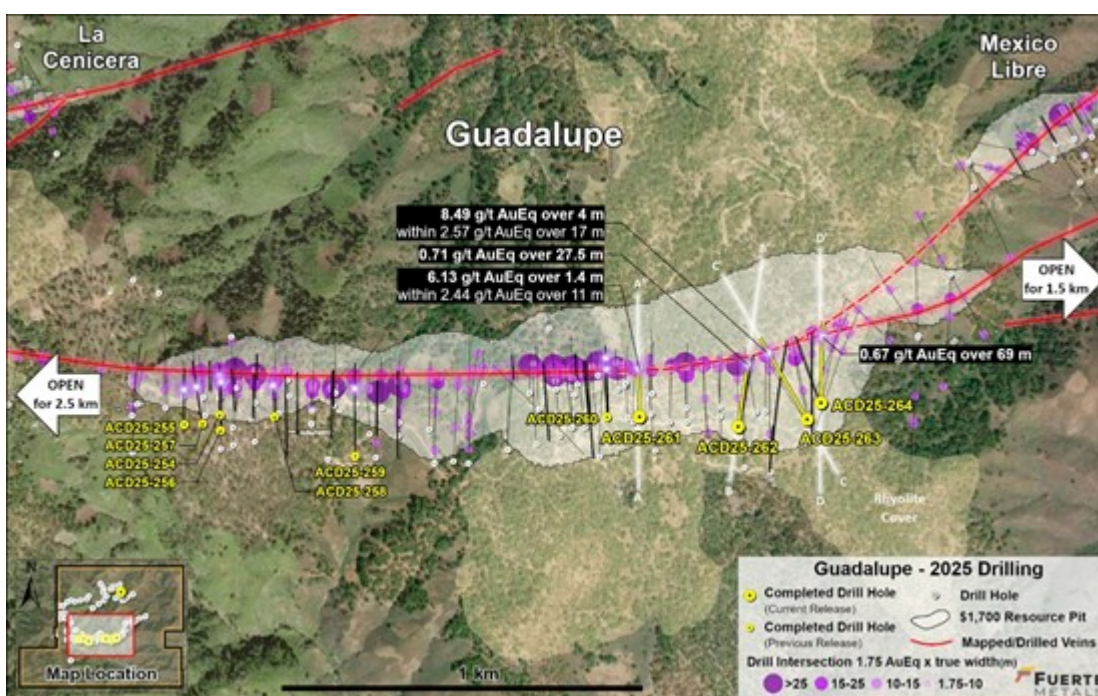 La
Cenicera
Mexico
Libre
Guadalupe
8.49 g/t AuEq over 4 m
within 2.57 g/t AuEq over 17 m
0.71 g/t AuEq over 27.5 m
6.13 g/t AuEq over 1.4 m
within 2.44 g/t AuEq over 11 m
OPEN
for 1.5 km
0.67 g/t AuEq over 69 m
OPEN
for 2.5 km
ACD25-255
ACD25-257
ACD25-254
ACD25-256
ACD25-259
ACD25-258
ACD25-260
ACD25-261
ACD25-262
ACD25-263
ACD25-264
A
C
D
A
B
C
D
Rhyolite
Cover
N
Map Location
1 km
Guadalupe - 2025 Drilling
Completed Drill Hole
(Current Release)
Completed Drill Hole
(Previous Release)
Drill Hole
$1,700 Resource Pit
Mapped/Drilled Veins
Drill Intersection 1.75 AuEq x true width(m)
>25
15-25
10-15
1.75-10
FUERTE
METALS